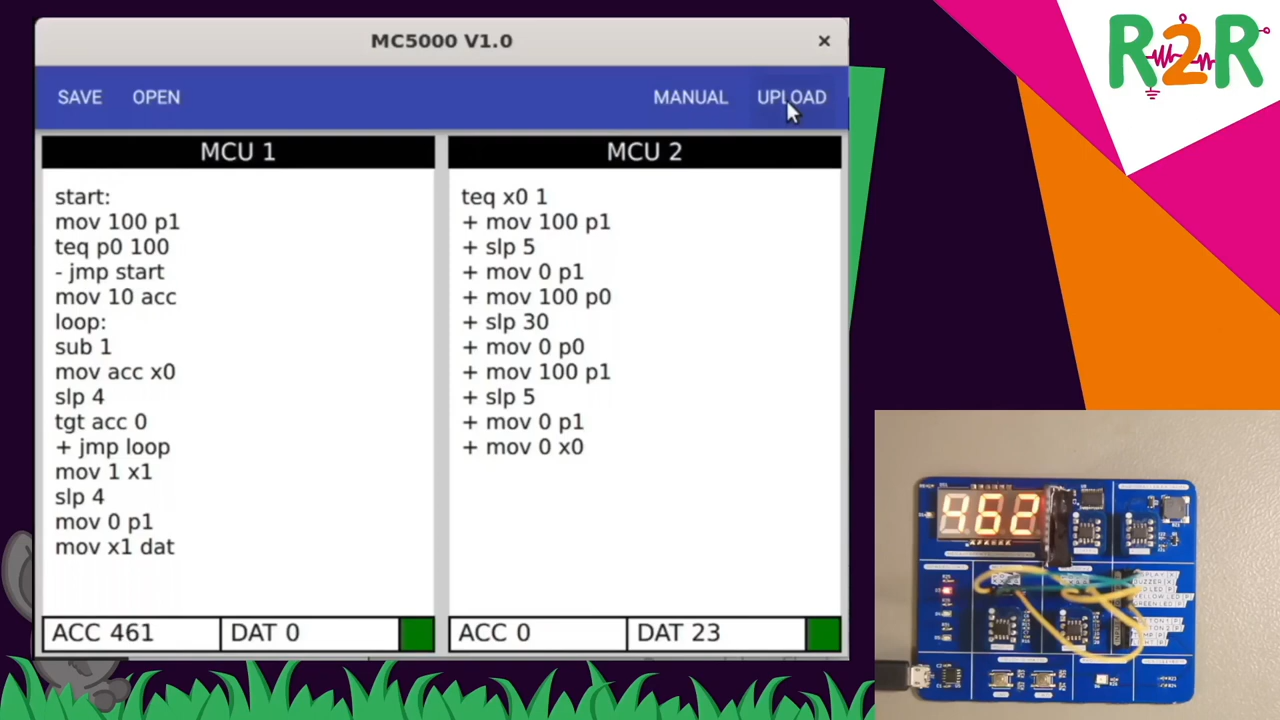 MC5000 V1.0
SAVE OPEN MANUAL UPLOAD
MCU 1
start:
mov 100 p1
teq p0 100
- jmp start
mov 10 acc
loop:
sub 1
mov acc x0
slp 4
tgt acc 0
+ jmp loop
mov 1 x1
slp 4
mov 0 p1
mov x1 dat
ACC 461 DAT 0
MCU 2
teq x0 1
+ mov 100 p1
+ slp 5
+ mov 0 p1
+ mov 100 p0
+ slp 30
+ mov 0 p0
+ mov 100 p1
+ slp 5
+ mov 0 p1
+ mov 0 x0
ACC 0 DAT 23
R2R
462